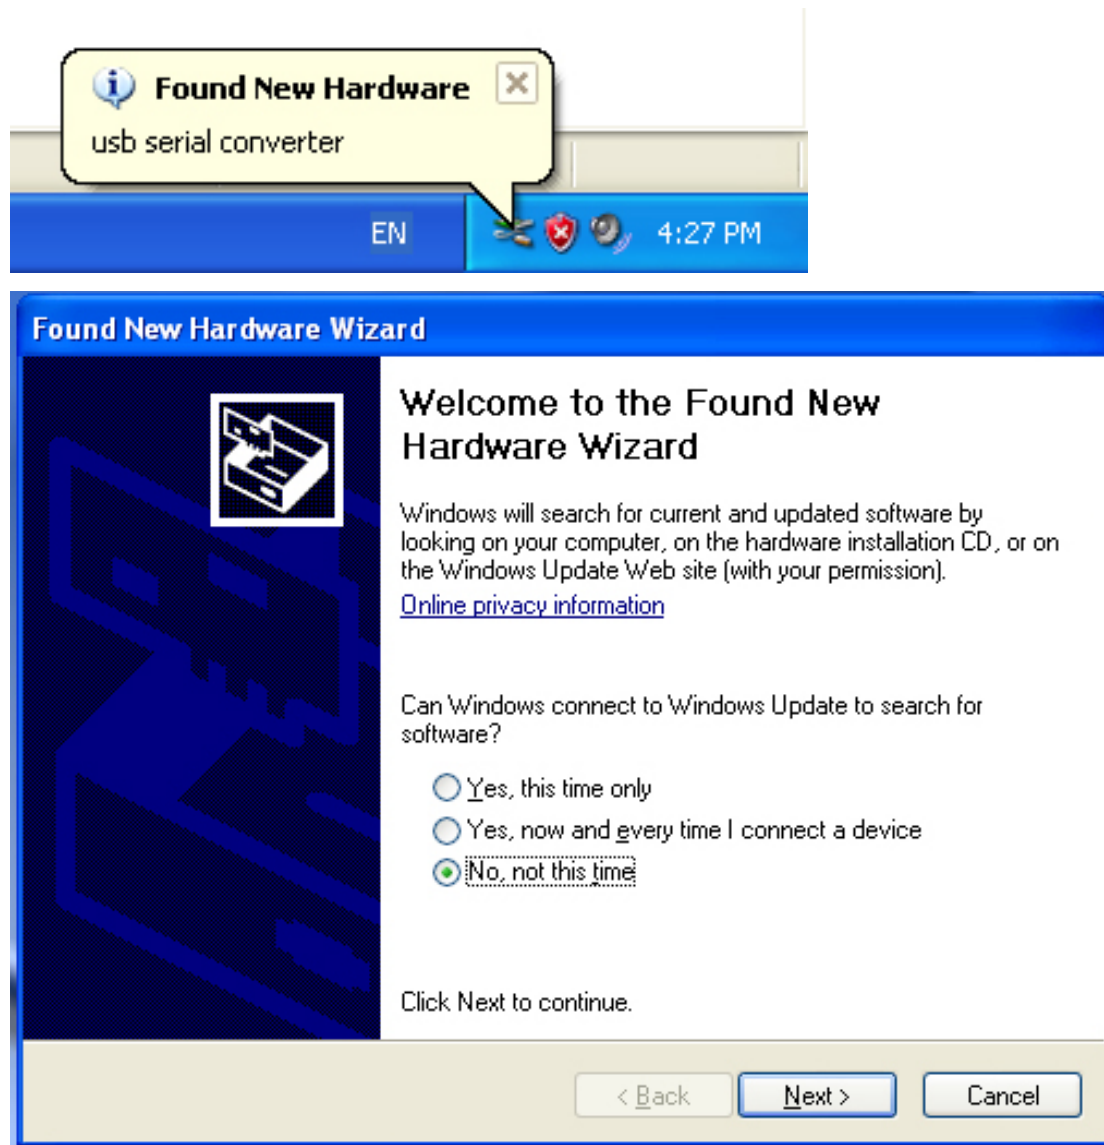 Found New Hardware
usb serial converter
EN
4:27 PM
Found New Hardware Wizard
Welcome to the Found New
Hardware Wizard
Windows will search for current and updated software by
looking on your computer, on the hardware installation CD, or on
the Windows Update Web site (with your permission).
Online privacy information
Can Windows connect to Windows Update to search for
software?
Yes, this time only
Yes, now and every time I connect a device
No, not this time
Click Next to continue.
< Back
Next >
Cancel